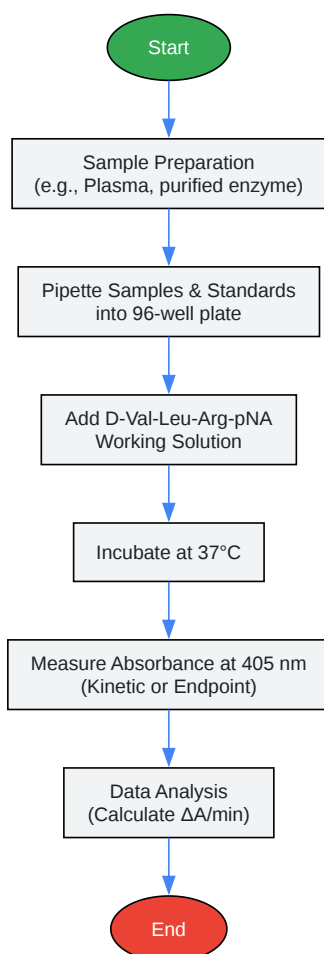 Start
Sample Preparation
(e.g., Plasma, purified enzyme)
Pipette Samples & Standards
into 96-well plate
Add D-Val-Leu-Arg-pNA
Working Solution
Incubate at 37°C
Measure Absorbance at 405 nm
(Kinetic or Endpoint)
Data Analysis
(Calculate ΔA/min)
End